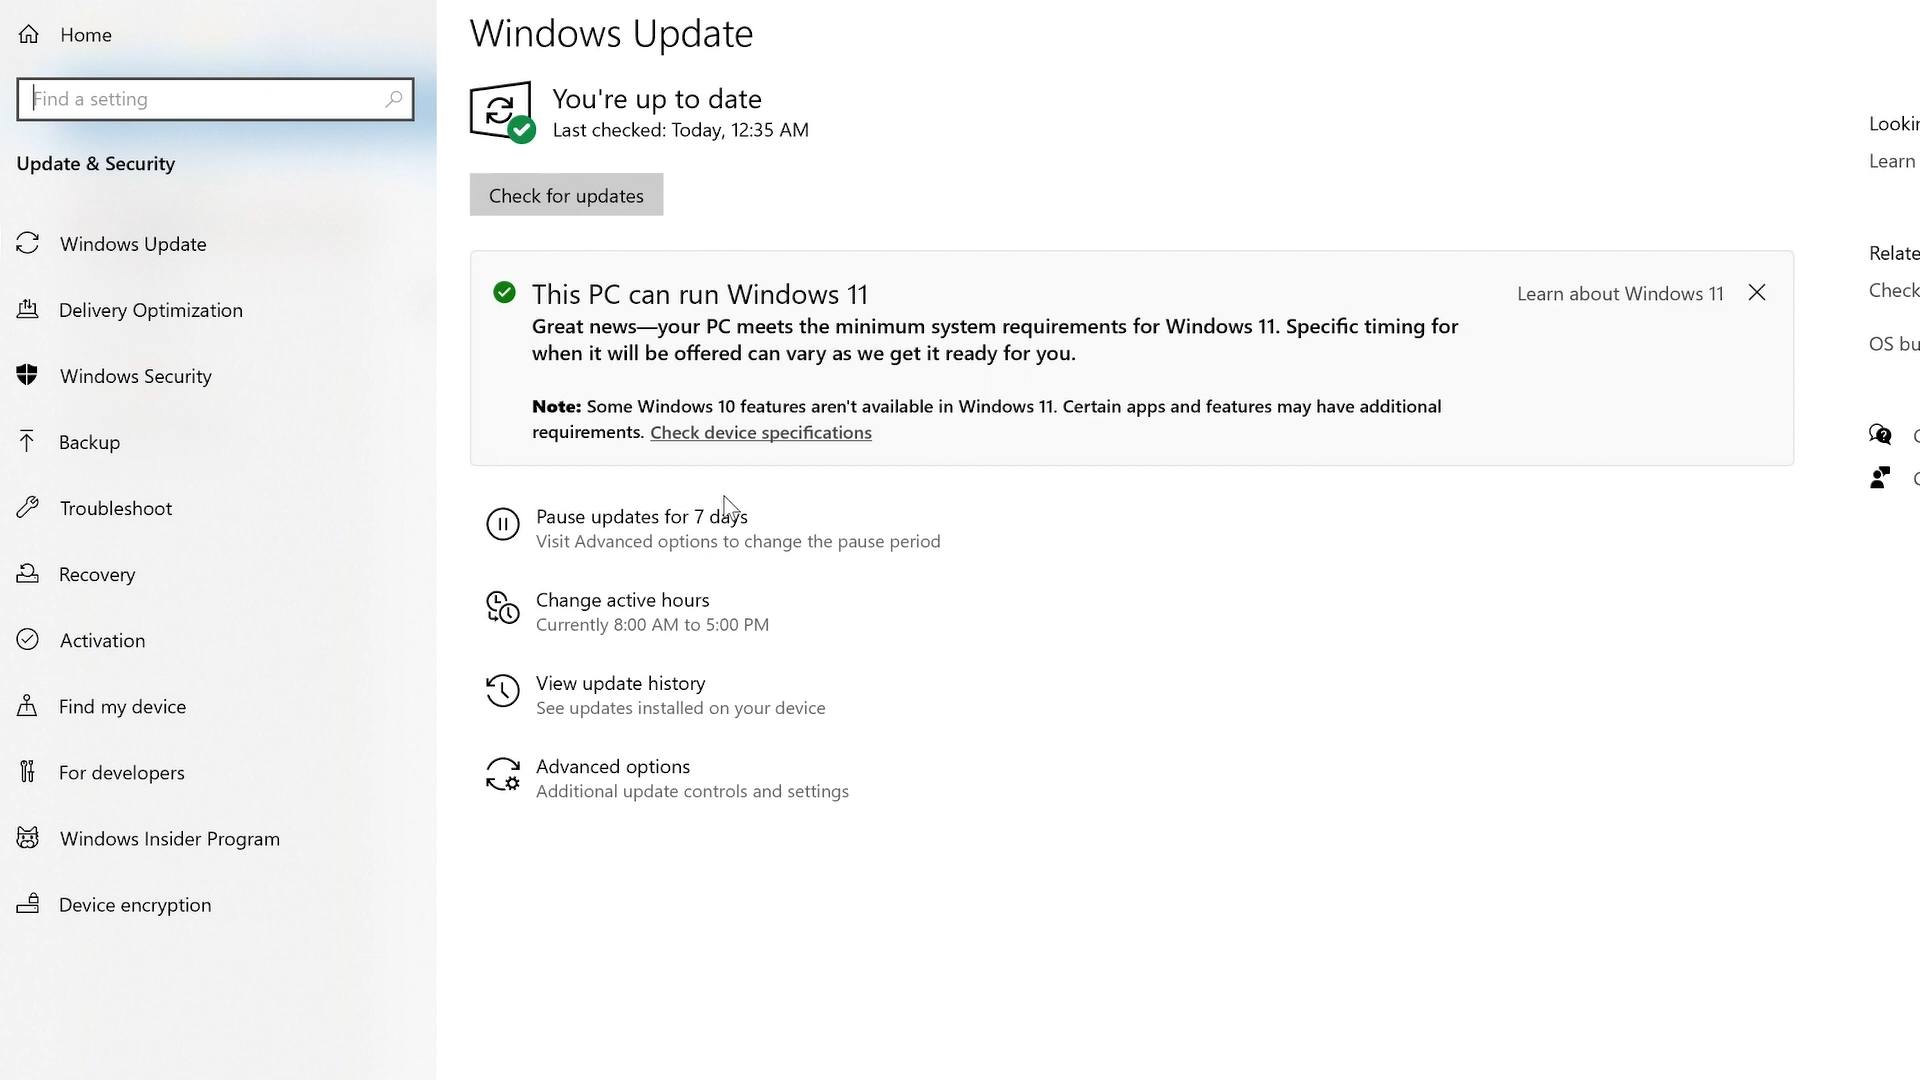 Home
Find a setting
Update & Security
Windows Update
Delivery Optimization
Windows Security
Backup
Troubleshoot
Recovery
Activation
Find my device
For developers
Windows Insider Program
Device encryption
Windows Update
You're up to date
Last checked: Today, 12:35 AM
Check for updates
This PC can run Windows 11
Learn about Windows 11
Great news—your PC meets the minimum system requirements for Windows 11. Specific timing for
when it will be offered can vary as we get it ready for you.
Note: Some Windows 10 features aren't available in Windows 11. Certain apps and features may have additional
requirements. Check device specifications
Pause updates for 7 days
Visit Advanced options to change the pause period
Change active hours
Currently 8:00 AM to 5:00 PM
View update history
See updates installed on your device
Advanced options
Additional update controls and settings
Learn
Check
OS